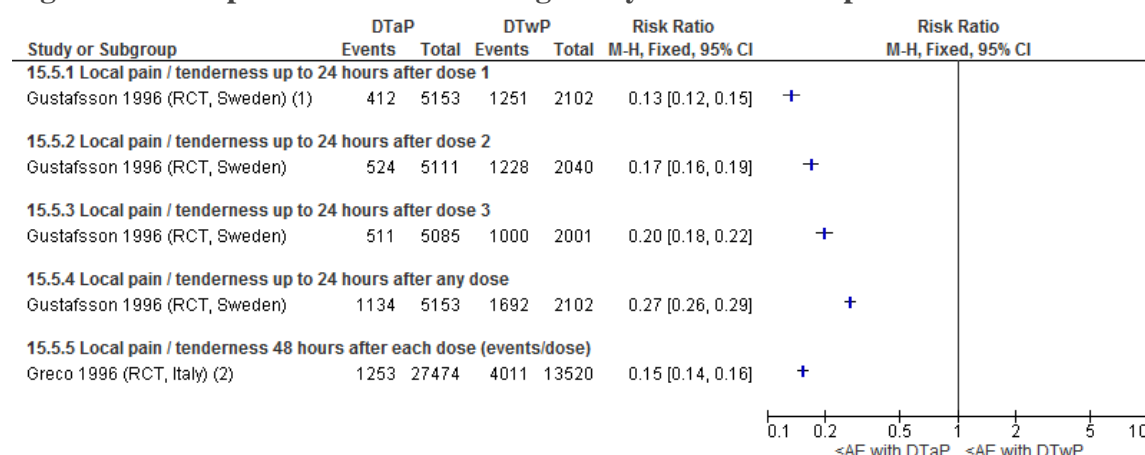 DTaP DTwP Risk Ratio Risk Ratio
Study or Subgroup Events Total Events Total M-H, Fixed, 95% CI M-H, Fixed, 95% CI
15.5.1 Local pain / tenderness up to 24 hours after dose 1
Gustafsson 1996 (RCT, Sweden) (1) 412 5153 1251 2102 0.13 [0.12, 0.15]
15.5.2 Local pain / tenderness up to 24 hours after dose 2
Gustafsson 1996 (RCT, Sweden) 524 5111 1228 2040 0.17 [0.16, 0.19]
15.5.3 Local pain / tenderness up to 24 hours after dose 3
Gustafsson 1996 (RCT, Sweden) 511 5085 1000 2001 0.20 [0.18, 0.22]
15.5.4 Local pain / tenderness up to 24 hours after any dose
Gustafsson 1996 (RCT, Sweden) 1134 5153 1692 2102 0.27 [0.26, 0.29]
15.5.5 Local pain / tenderness 48 hours after each dose (events/dose)
Greco 1996 (RCT, Italy) (2) 1253 27474 4011 13520 0.15 [0.14, 0.16]
0.1 0.2 0.5 1 2 5 10
<AE with DTaP <AE with DTwP